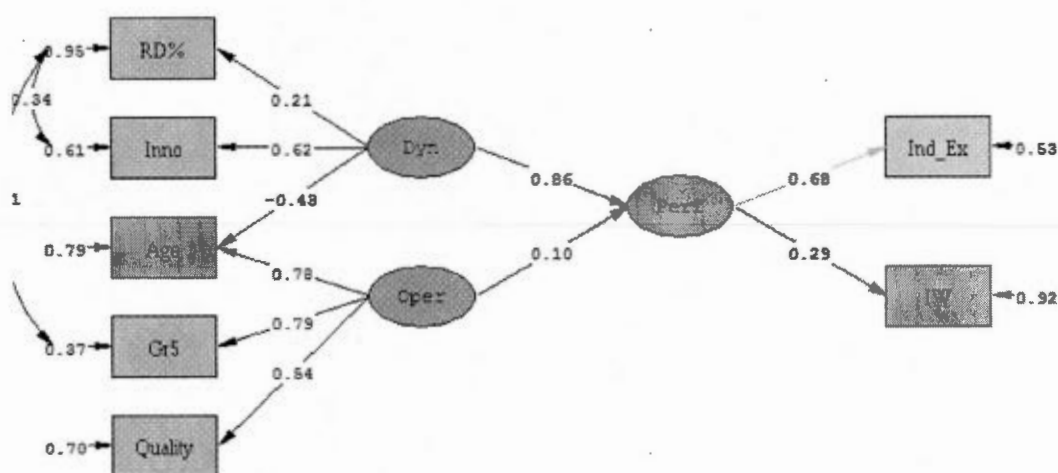 0.95 RD%
0.34
0.21
0.61 Inno
0.62
Dyn
Ind_Ex 0.53
0.86
0.68
1
-0.48
Perf
0.79 Age
0.78
0.29
Oper
0.10
IW 0.92
0.79
0.37 Gr5
0.54
0.70 Quality